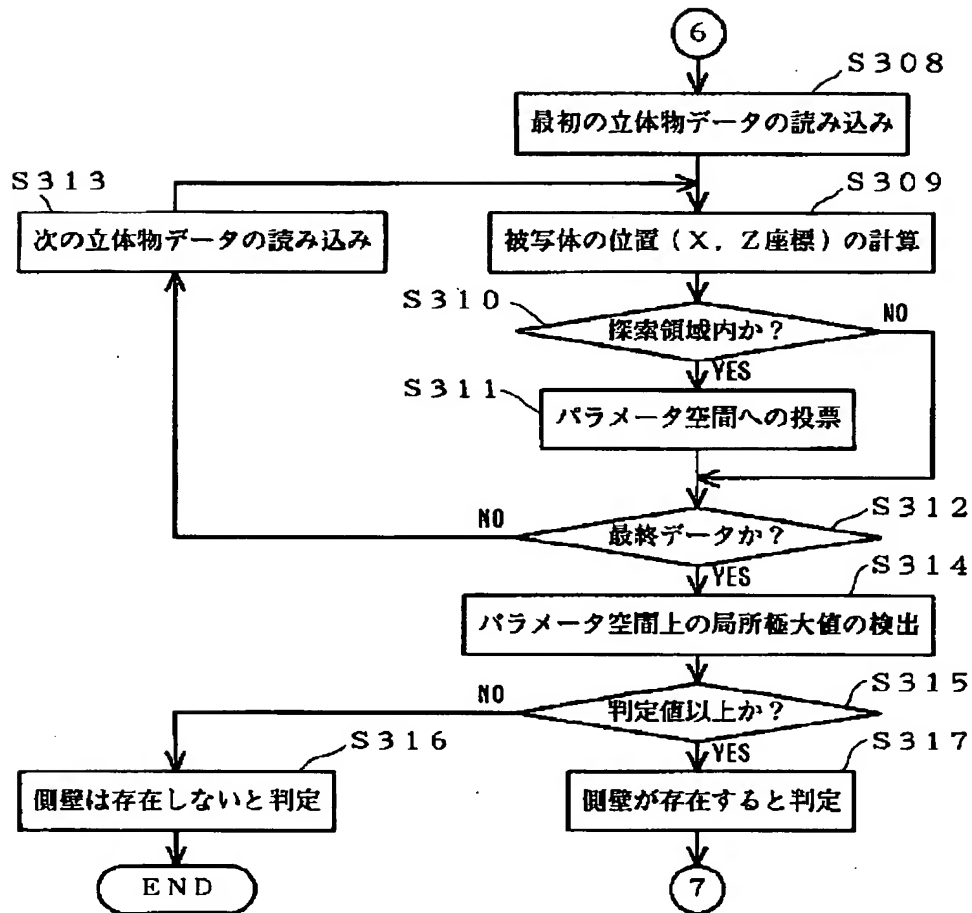 6
S308
最初の立体物データの読み込み
S313
S309
次の立体物データの読み込み
被写体の位置(X,Z座標)の計算
S310
NO
探索領域内か?
YES
S311
パラメータ空間への投票
S312
NO
最終データか?
YES
S314
パラメータ空間上の局所極大値の検出
S315
NO
判定値以上か?
YES
S316
S317
側壁は存在しないと判定
側壁が存在すると判定
END
7